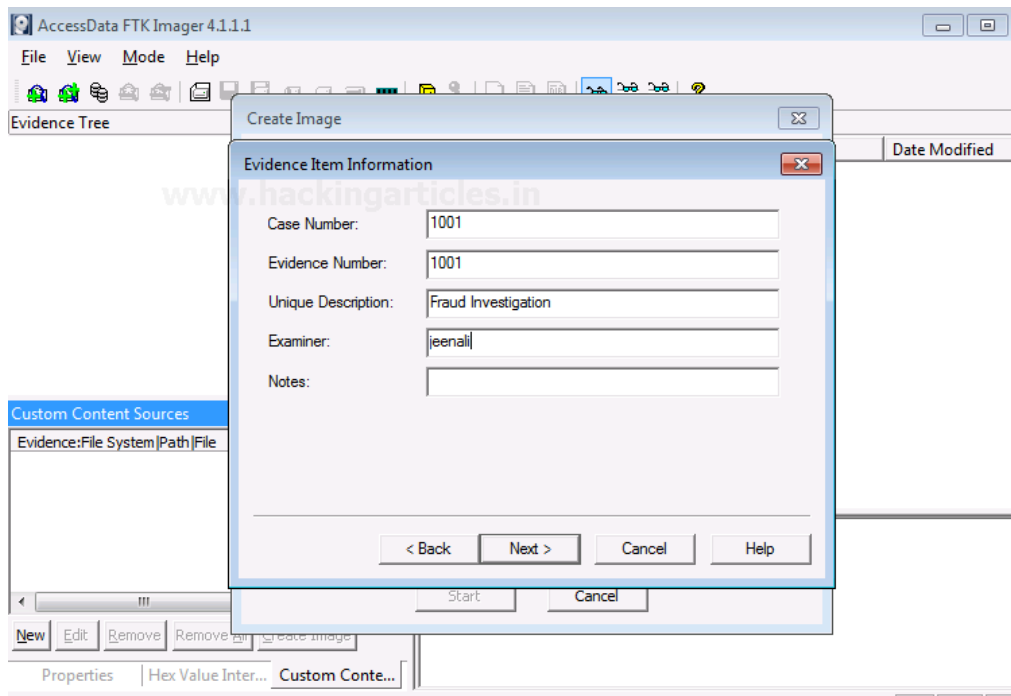 AccessData FTK Imager 4.1.1.1
File View Mode Help
Evidence Tree
Create Image
Date Modified
Evidence Item Information
www.hackingarticles.in
Case Number: 1001
Evidence Number: 1001
Unique Description: Fraud Investigation
Examiner: jeenali
Notes:
Custom Content Sources
Evidence:File System|Path|File
< Back Next > Cancel Help
Start Cancel
New Edit Remove Remove All Create Image
Properties Hex Value Inter... Custom Conte...